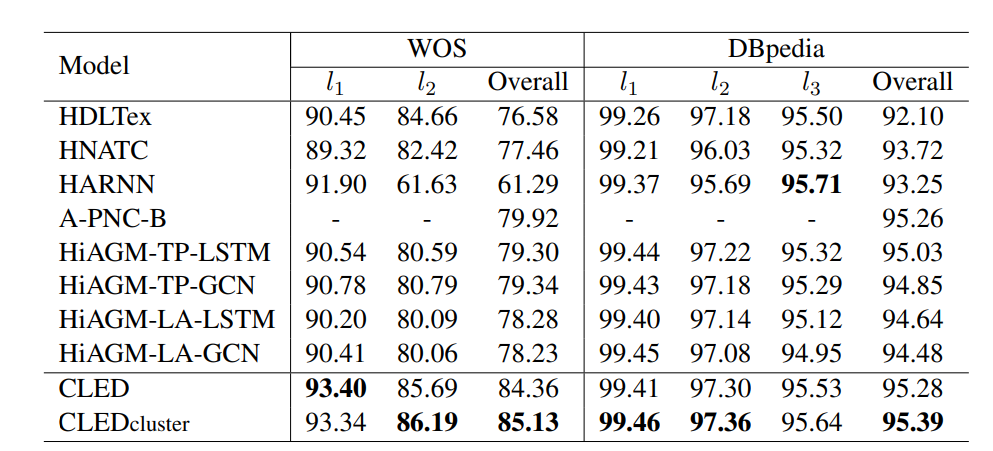 Model WOS DBpedia
l1 l2 Overall l1 l2 l3 Overall
HDLTex 90.45 84.66 76.58 99.26 97.18 95.50 92.10
HNATC 89.32 82.42 77.46 99.21 96.03 95.32 93.72
HARNN 91.90 61.63 61.29 99.37 95.69 95.71 93.25
A-PNC-B - - 79.92 - - - 95.26
HiAGM-TP-LSTM 90.54 80.59 79.30 99.44 97.22 95.32 95.03
HiAGM-TP-GCN 90.78 80.79 79.34 99.43 97.18 95.29 94.85
HiAGM-LA-LSTM 90.20 80.09 78.28 99.40 97.14 95.12 94.64
HiAGM-LA-GCN 90.41 80.06 78.23 99.45 97.08 94.95 94.48
CLED 93.40 85.69 84.36 99.41 97.30 95.53 95.28
CLEDcluster 93.34 86.19 85.13 99.46 97.36 95.64 95.39